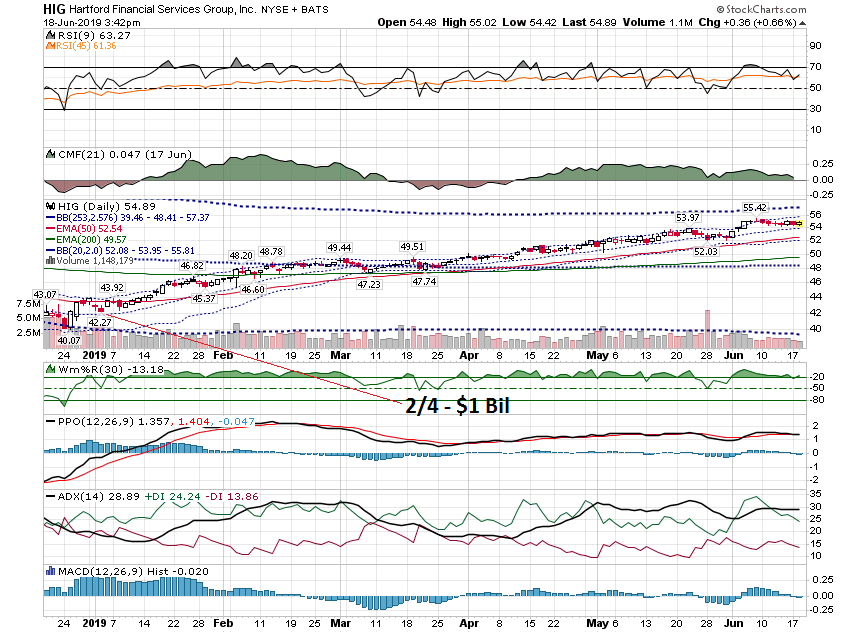 HIG Hartford Financial Services Group, Inc. NYSE + BATS
© StockCharts.com
18-Jun-2019 3:42pm
Open 54.48 High 55.02 Low 54.42 Last 54.89 Volume 1.1M Chg +0.36 (+0.66%)
RSI(9) 63.27
RSI(45) 61.36
90
70
50
30
10
CMF(21) 0.047 (17 Jun)
0.25
0.00
-0.25
HIG (Daily) 54.89
BB(253,2.576) 39.46 - 48.41 - 57.37
EMA(50) 52.54
EMA(200) 49.57
BB(20,2.0) 52.08 - 53.95 - 55.81
Volume 1,148,179
43.07
40.07
43.92
42.27
46.82
45.37
48.20
46.60
48.78
49.44
47.23
49.51
47.74
53.97
52.03
55.42
56
54
52
50
48
46
44
42
40
7.5M
5.0M
2.5M
24 2019 7 14 22 28 Feb 11 19 25 Mar 11 18 25 Apr 8 15 22 May 6 13 20 28 Jun 10 17
Wm%R(30) -13.18
-20
-50
-80
2/4 - $1 Bil
PPO(12,26,9) 1.357, 1.404, -0.047
2
1
0
-1
-2
ADX(14) 28.89 +DI 24.24 -DI 13.86
35
30
25
20
15
10
MACD(12,26,9) Hist -0.020
0.25
0.00
-0.25
24 2019 7 14 22 28 Feb 11 19 25 Mar 11 18 25 Apr 8 15 22 May 6 13 20 28 Jun 10 17